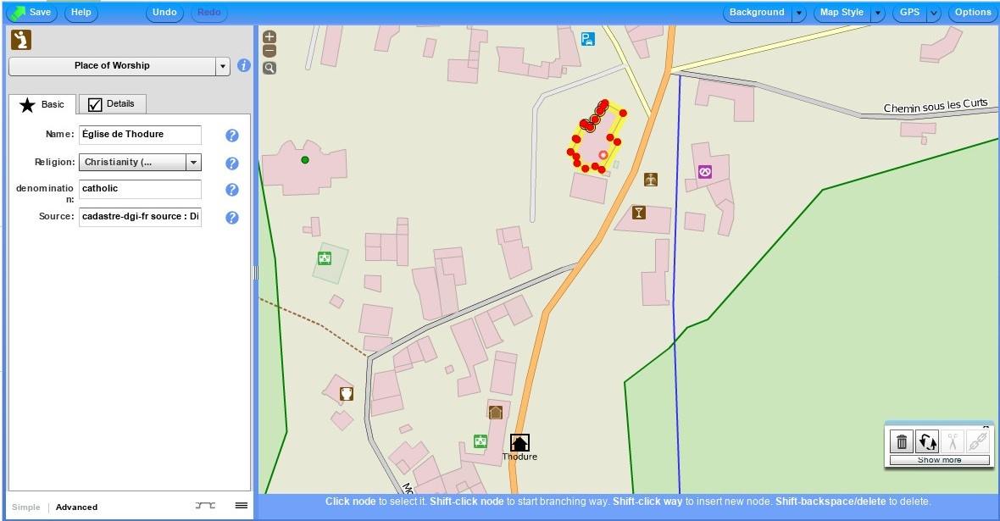 Save Help Undo Redo Background Map Style GPS Options
Place of Worship
Basic Details
Name: Église de Thodure
Religion: Christianity (...
denominatio
n: catholic
Source: cadastre-dgi-fr source : Di
Simple Advanced
Chemin sous les Curts
Thodure
Mo
Show more
Click node to select it. Shift-click node to start branching way. Shift-click way to insert new node. Shift-backspace/delete to delete.